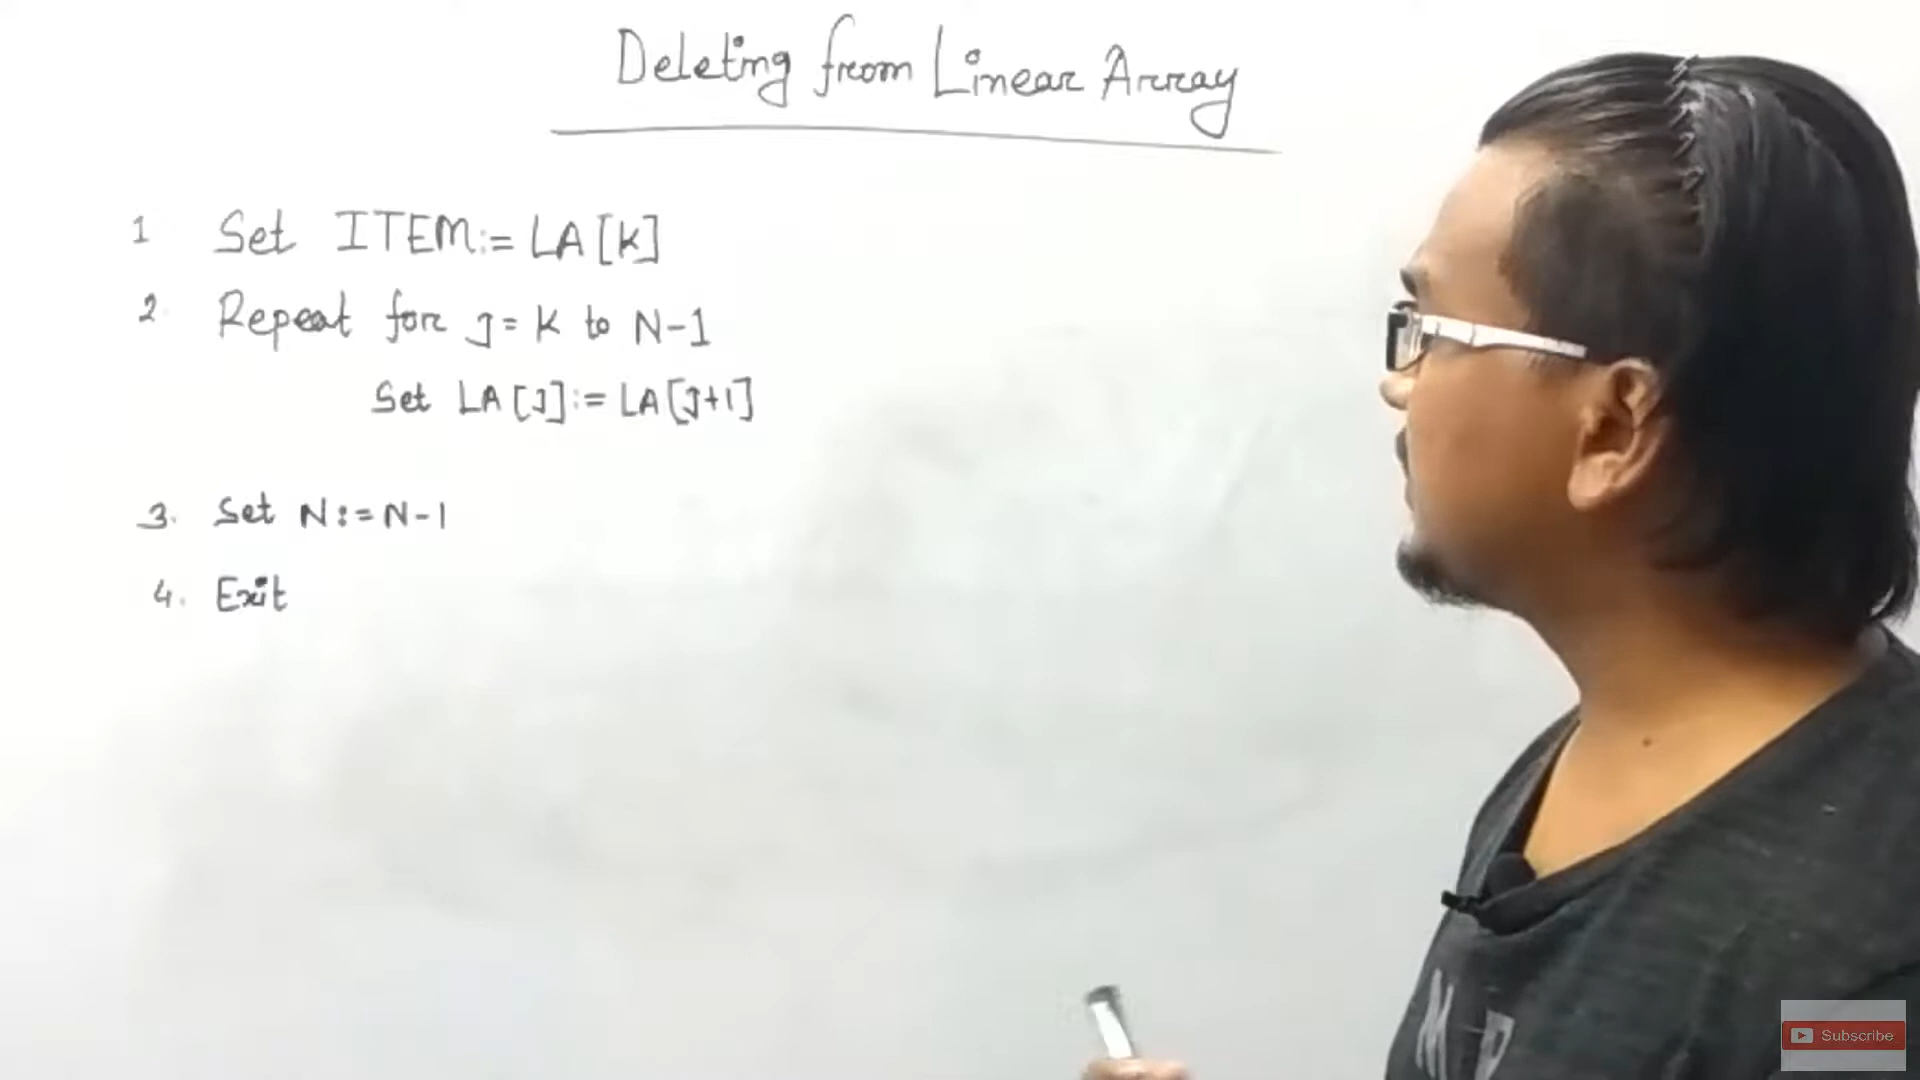 Deleting from Linear Array
1 Set ITEM:= LA[K]
2. Repeat for J= K to N-1
Set LA[J]:= LA[J+1]
3. Set N:= N-1
4. Exit
Subscribe